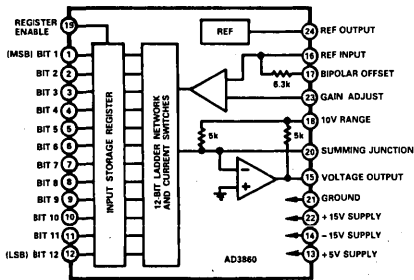 REGISTER
ENABLE
19
REF
24 REF OUTPUT
16 REF INPUT
(MSB) BIT 1 1
BIT 2 2
BIT 3 3
BIT 4 4
BIT 5 5
BIT 6 6
BIT 7 7
BIT 8 8
BIT 9 9
BIT 10 10
BIT 11 11
(LSB) BIT 12 12
INPUT STORAGE REGISTER
12-BIT LADDER NETWORK
AND CURRENT SWITCHES
6.3k
17 BIPOLAR OFFSET
23 GAIN ADJUST
18 10V RANGE
5k
5k
20 SUMMING JUNCTION
-
+
15 VOLTAGE OUTPUT
21 GROUND
22 +15V SUPPLY
14 -15V SUPPLY
13 +5V SUPPLY
AD3860